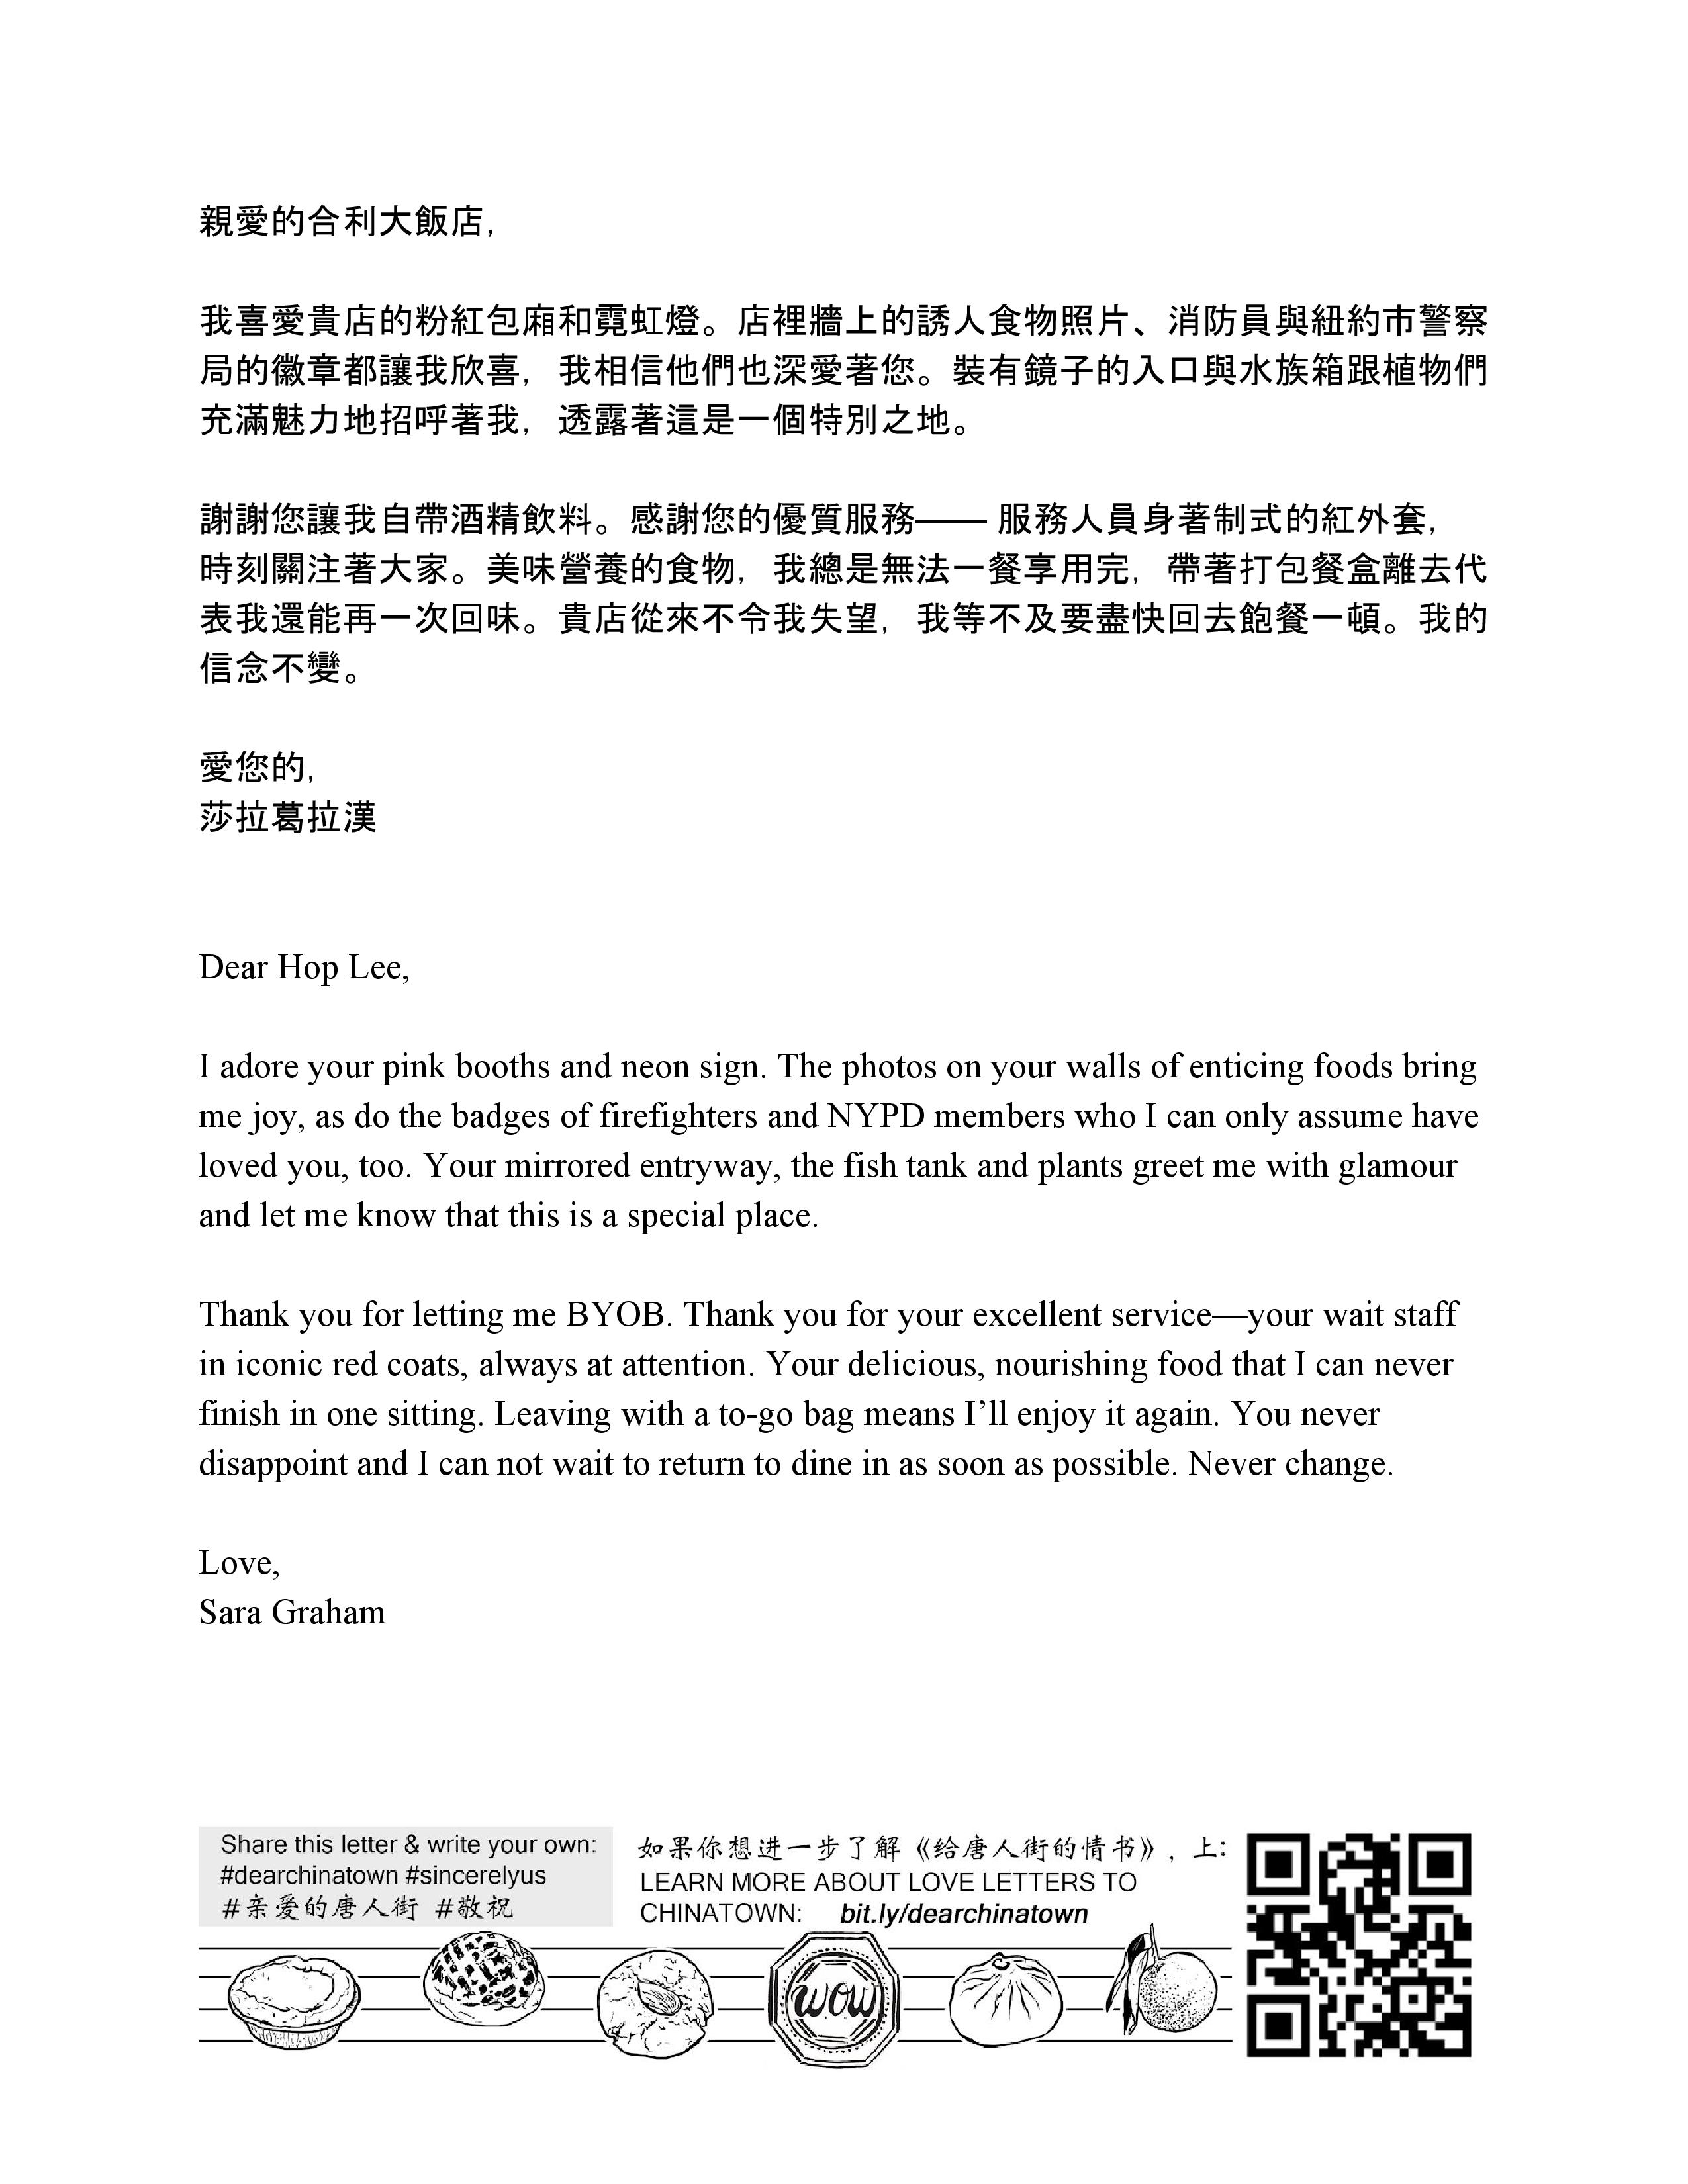 親愛的合利大飯店,
我喜愛貴店的粉紅包廂和霓虹燈。店裡牆上的誘人食物照片、消防員與紐約市警察
局的徽章都讓我欣喜, 我相信他們也深愛著您。裝有鏡子的入口與水族箱跟植物們
充滿魅力地招呼著我, 透露著這是一個特別之地。
謝謝您讓我自帶酒精飲料。感謝您的優質服務—— 服務人員身著制式的紅外套,
時刻關注著大家。美味營養的食物, 我總是無法一餐享用完, 帶著打包餐盒離去代
表我還能再一次回味。貴店從來不令我失望, 我等不及要盡快回去飽餐一頓。我的
信念不變。
愛您的,
莎拉葛拉漢
Dear Hop Lee,
I adore your pink booths and neon sign. The photos on your walls of enticing foods bring
me joy, as do the badges of firefighters and NYPD members who I can only assume have
loved you, too. Your mirrored entryway, the fish tank and plants greet me with glamour
and let me know that this is a special place.
Thank you for letting me BYOB. Thank you for your excellent service—your wait staff
in iconic red coats, always at attention. Your delicious, nourishing food that I can never
finish in one sitting. Leaving with a to-go bag means I’ll enjoy it again. You never
disappoint and I can not wait to return to dine in as soon as possible. Never change.
Love,
Sara Graham
Share this letter & write your own:
#dearchinatown #sincerelyus
#亲爱的唐人街 #敬祝
如果你想进一步了解《给唐人街的情书》, 上:
LEARN MORE ABOUT LOVE LETTERS TO
CHINATOWN: bit.ly/dearchinatown
wow